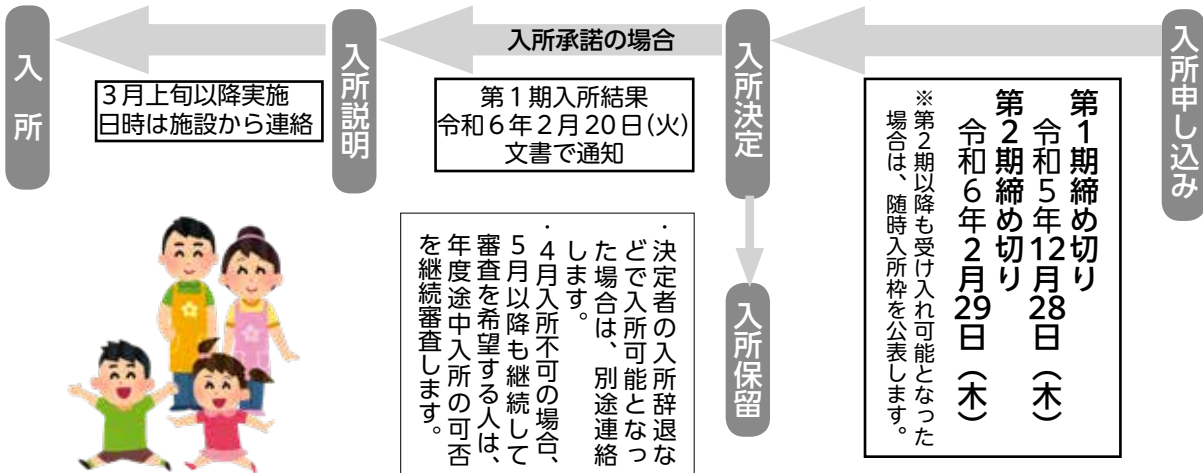 入所申し込み
第1期締め切り
令和5年12月28日（木）
第2期締め切り
令和6年2月29日（木）
※第2期以降も受け入れ可能となった
場合は、随時入所枠を公表します。
入所決定
入所承諾の場合
第1期入所結果
令和6年2月20日(火)
文書で通知
入所説明
3月上旬以降実施
日時は施設から連絡
入所
入所保留
・決定者の入所辞退な
どで入所可能となっ
た場合は、別途連絡
します。
・4月入所不可の場合、
5月以降も継続して
審査を希望する人は、
年度途中入所の可否
を継続審査します。